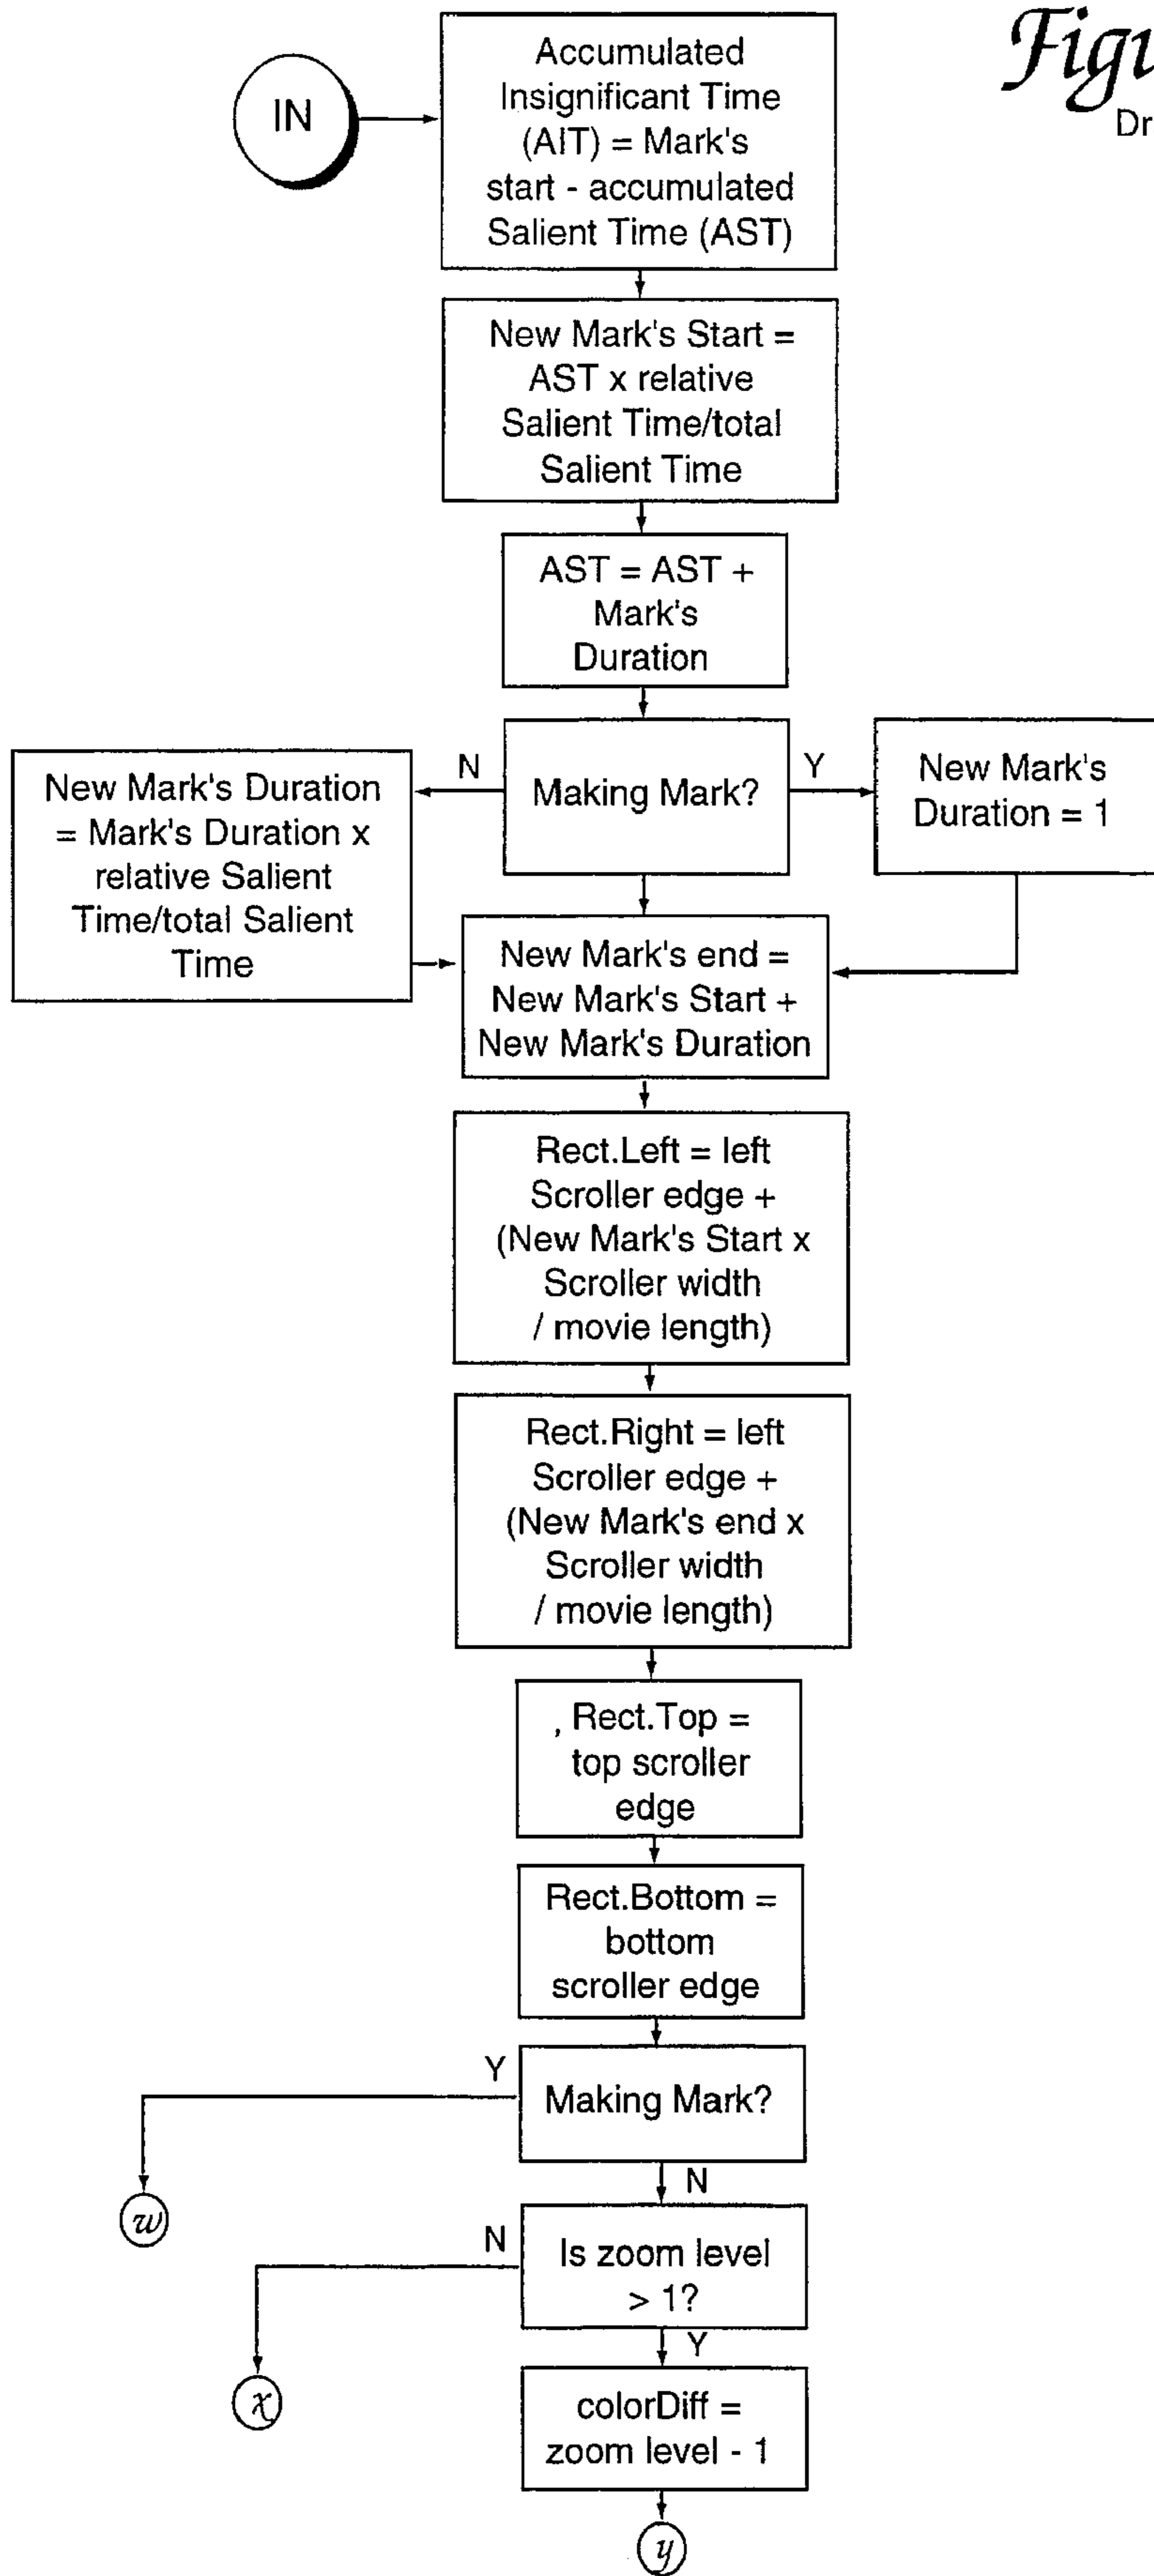 Figu
Dr
IN
Accumulated
Insignificant Time
(AIT) = Mark's
start - accumulated
Salient Time (AST)
New Mark's Start =
AST x relative
Salient Time/total
Salient Time
AST = AST +
Mark's
Duration
N
Making Mark?
Y
New Mark's
Duration = 1
New Mark's Duration
= Mark's Duration x
relative Salient
Time/total Salient
Time
New Mark's end =
New Mark's Start +
New Mark's Duration
Rect.Left = left
Scroller edge +
(New Mark's Start x
Scroller width
/ movie length)
Rect.Right = left
Scroller edge +
(New Mark's end x
Scroller width
/ movie length)
, Rect.Top =
top scroller
edge
Rect.Bottom =
bottom
scroller edge
Y
Making Mark?
N
w
N
Is zoom level
> 1?
Y
x
colorDiff =
zoom level - 1
y